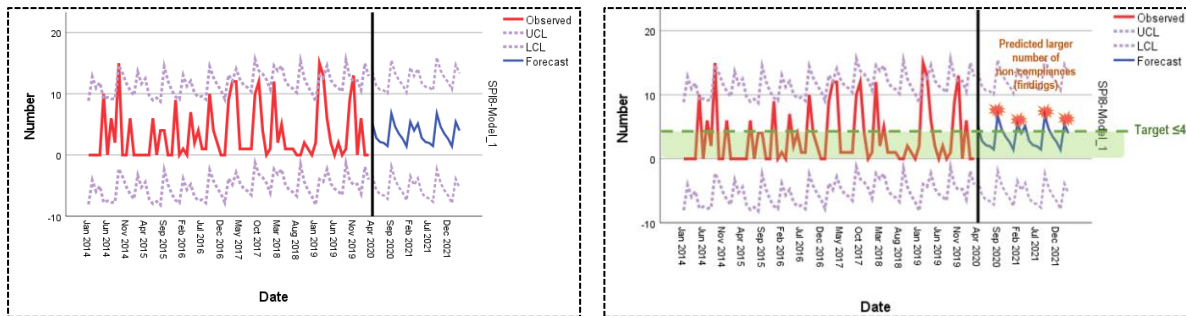 Observed
UCL
LCL
Forecast
20
10
0
-10
Number
SPI8-Model_1
Jan 2014
Jun 2014
Nov 2014
Apr 2015
Sep 2015
Feb 2016
Jul 2016
Dec 2016
May 2017
Oct 2017
Mar 2018
Aug 2018
Jan 2019
Jun 2019
Nov 2019
Apr 2020
Sep 2020
Feb 2021
Jul 2021
Dec 2021
Date
Observed
UCL
LCL
Forecast
Predicted larger
number of
non-compliances
(findings)
20
10
0
-10
Number
SPI8-Model_1
Target ≤4
Jan 2014
Jun 2014
Nov 2014
Apr 2015
Sep 2015
Feb 2016
Jul 2016
Dec 2016
May 2017
Oct 2017
Mar 2018
Aug 2018
Jan 2019
Jun 2019
Nov 2019
Apr 2020
Sep 2020
Feb 2021
Jul 2021
Dec 2021
Date